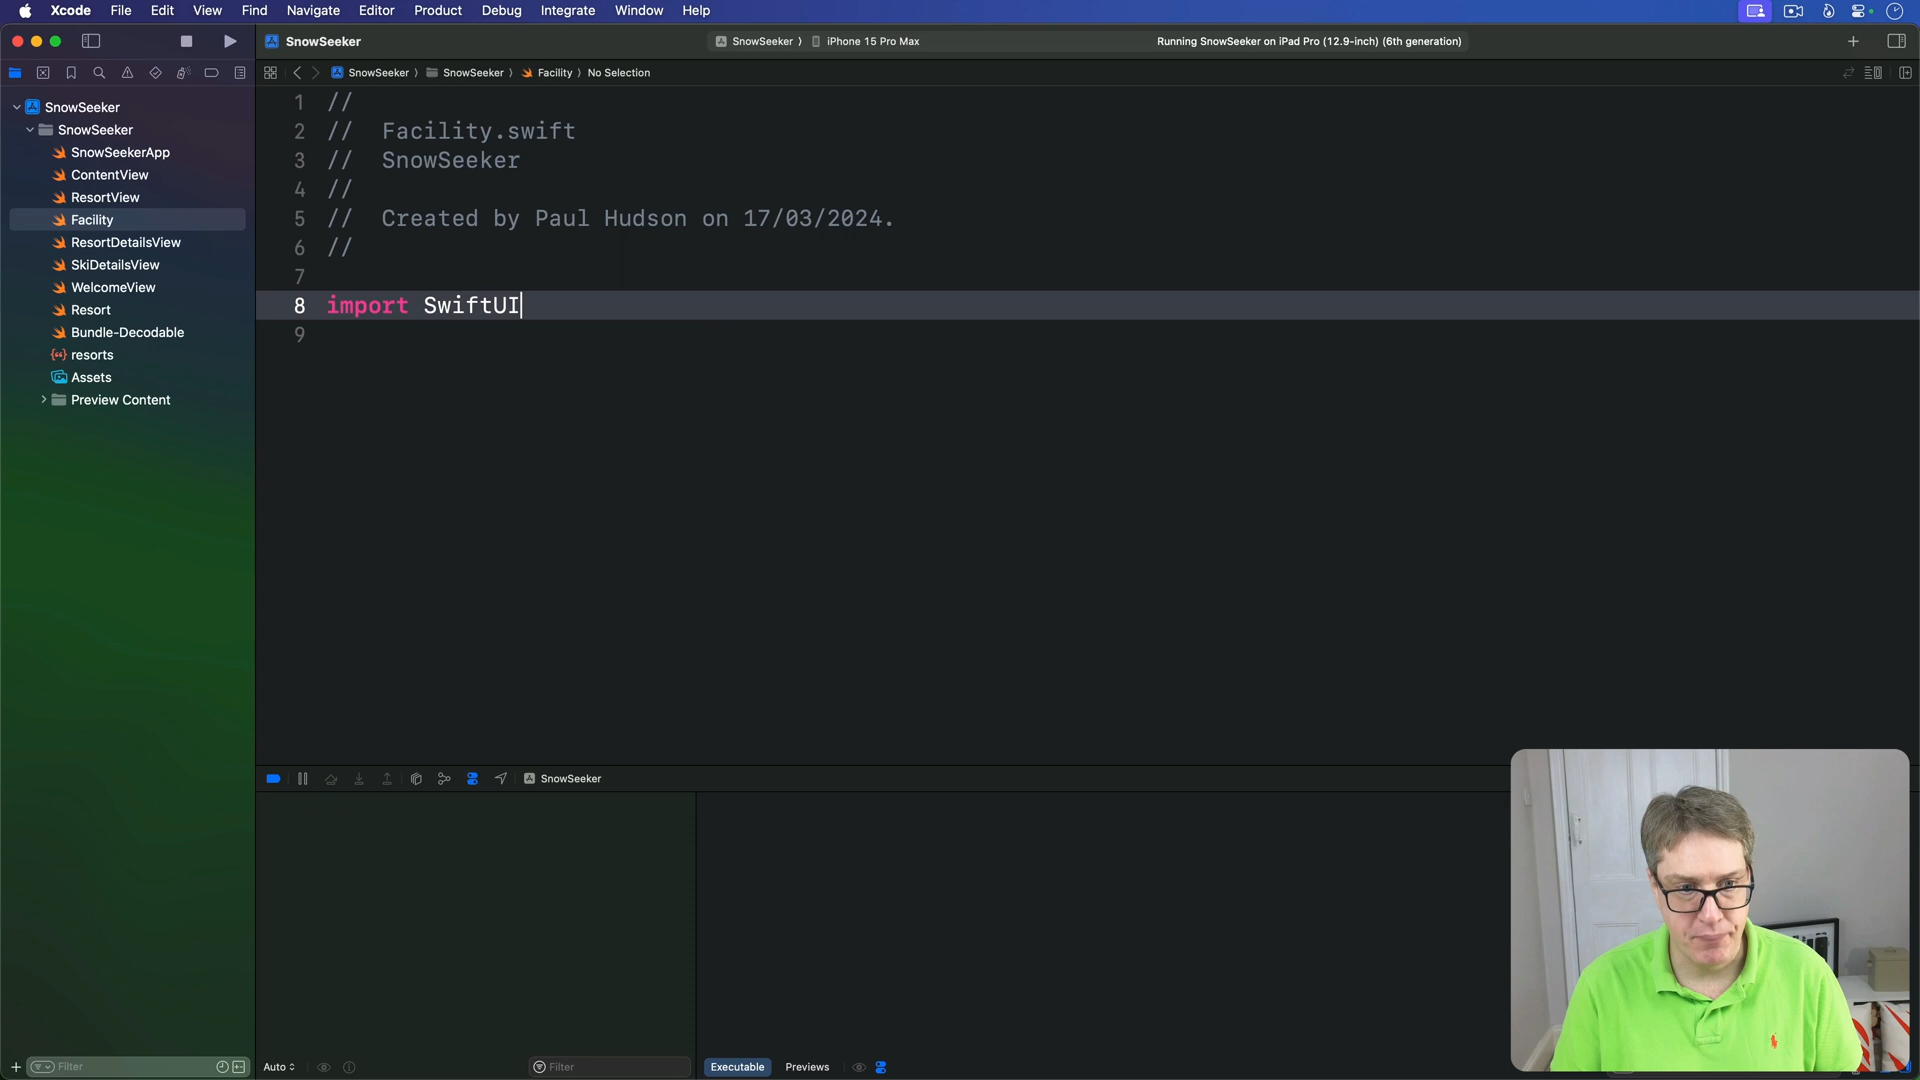 Xcode File Edit View Find Navigate Editor Product Debug Integrate Window Help
SnowSeeker
SnowSeeker iPhone 15 Pro Max
Running SnowSeeker on iPad Pro (12.9-inch) (6th generation)
SnowSeeker SnowSeeker Facility No Selection
SnowSeeker
SnowSeeker
SnowSeekerApp
ContentView
ResortView
Facility
ResortDetailsView
SkiDetailsView
WelcomeView
Resort
Bundle-Decodable
resorts
Assets
Preview Content
Filter
1 //
2 // Facility.swift
3 // SnowSeeker
4 //
5 // Created by Paul Hudson on 17/03/2024.
6 //
7
8 import SwiftUI
9
SnowSeeker
Auto
Filter
Executable Previews